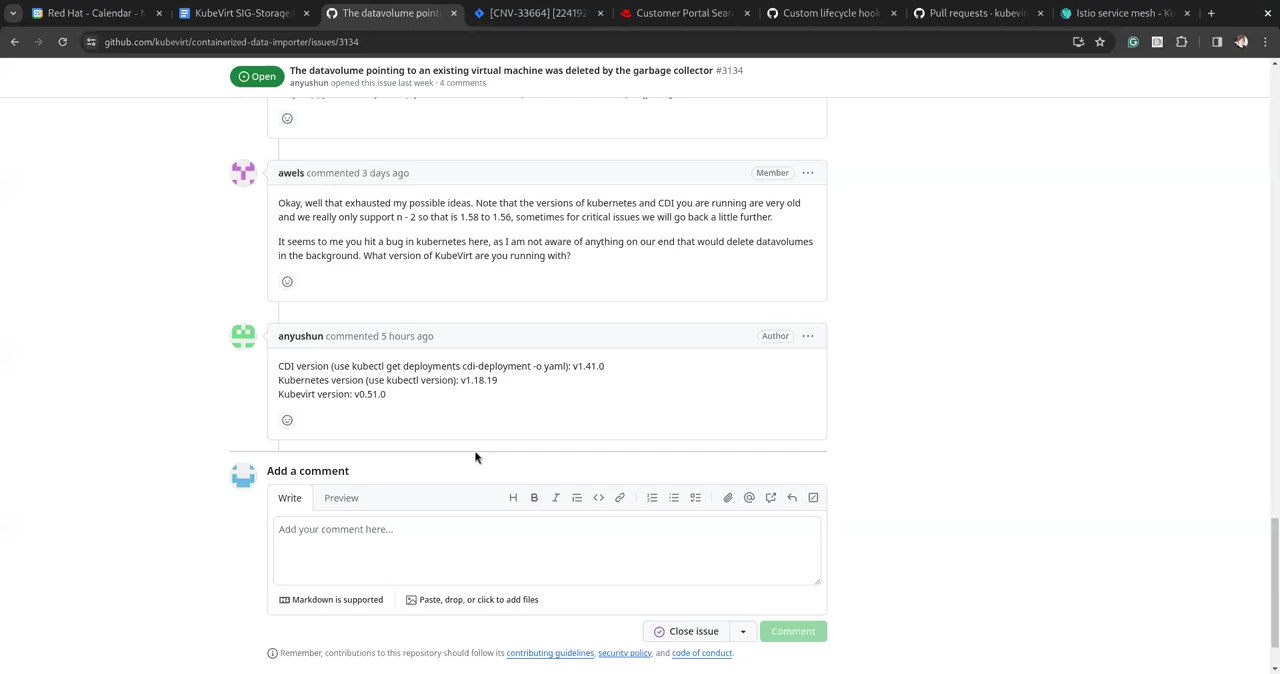 Red Hat - Calendar - M
KubeVirt SIG-Storage
The datavolume point
[CNV-33664] [224192
Customer Portal Sear
Custom lifecycle hook
Pull requests · kubevir
Istio service mesh - Ku
github.com/kubevirt/containerized-data-importer/issues/3134
Open
The datavolume pointing to an existing virtual machine was deleted by the garbage collector #3134
anyushun opened this issue last week · 4 comments
awels commented 3 days ago
Member
Okay, well that exhausted my possible ideas. Note that the versions of kubernetes and CDI you are running are very old
and we really only support n - 2 so that is 1.58 to 1.56, sometimes for critical issues we will go back a little further.
It seems to me you hit a bug in kubernetes here, as I am not aware of anything on our end that would delete datavolumes
in the background. What version of KubeVirt are you running with?
anyushun commented 5 hours ago
Author
CDI version (use kubectl get deployments cdi-deployment -o yaml): v1.41.0
Kubernetes version (use kubectl version): v1.18.19
Kubevirt version: v0.51.0
Add a comment
Write
Preview
Add your comment here...
Markdown is supported
Paste, drop, or click to add files
Close issue
Comment
Remember, contributions to this repository should follow its contributing guidelines, security policy, and code of conduct.